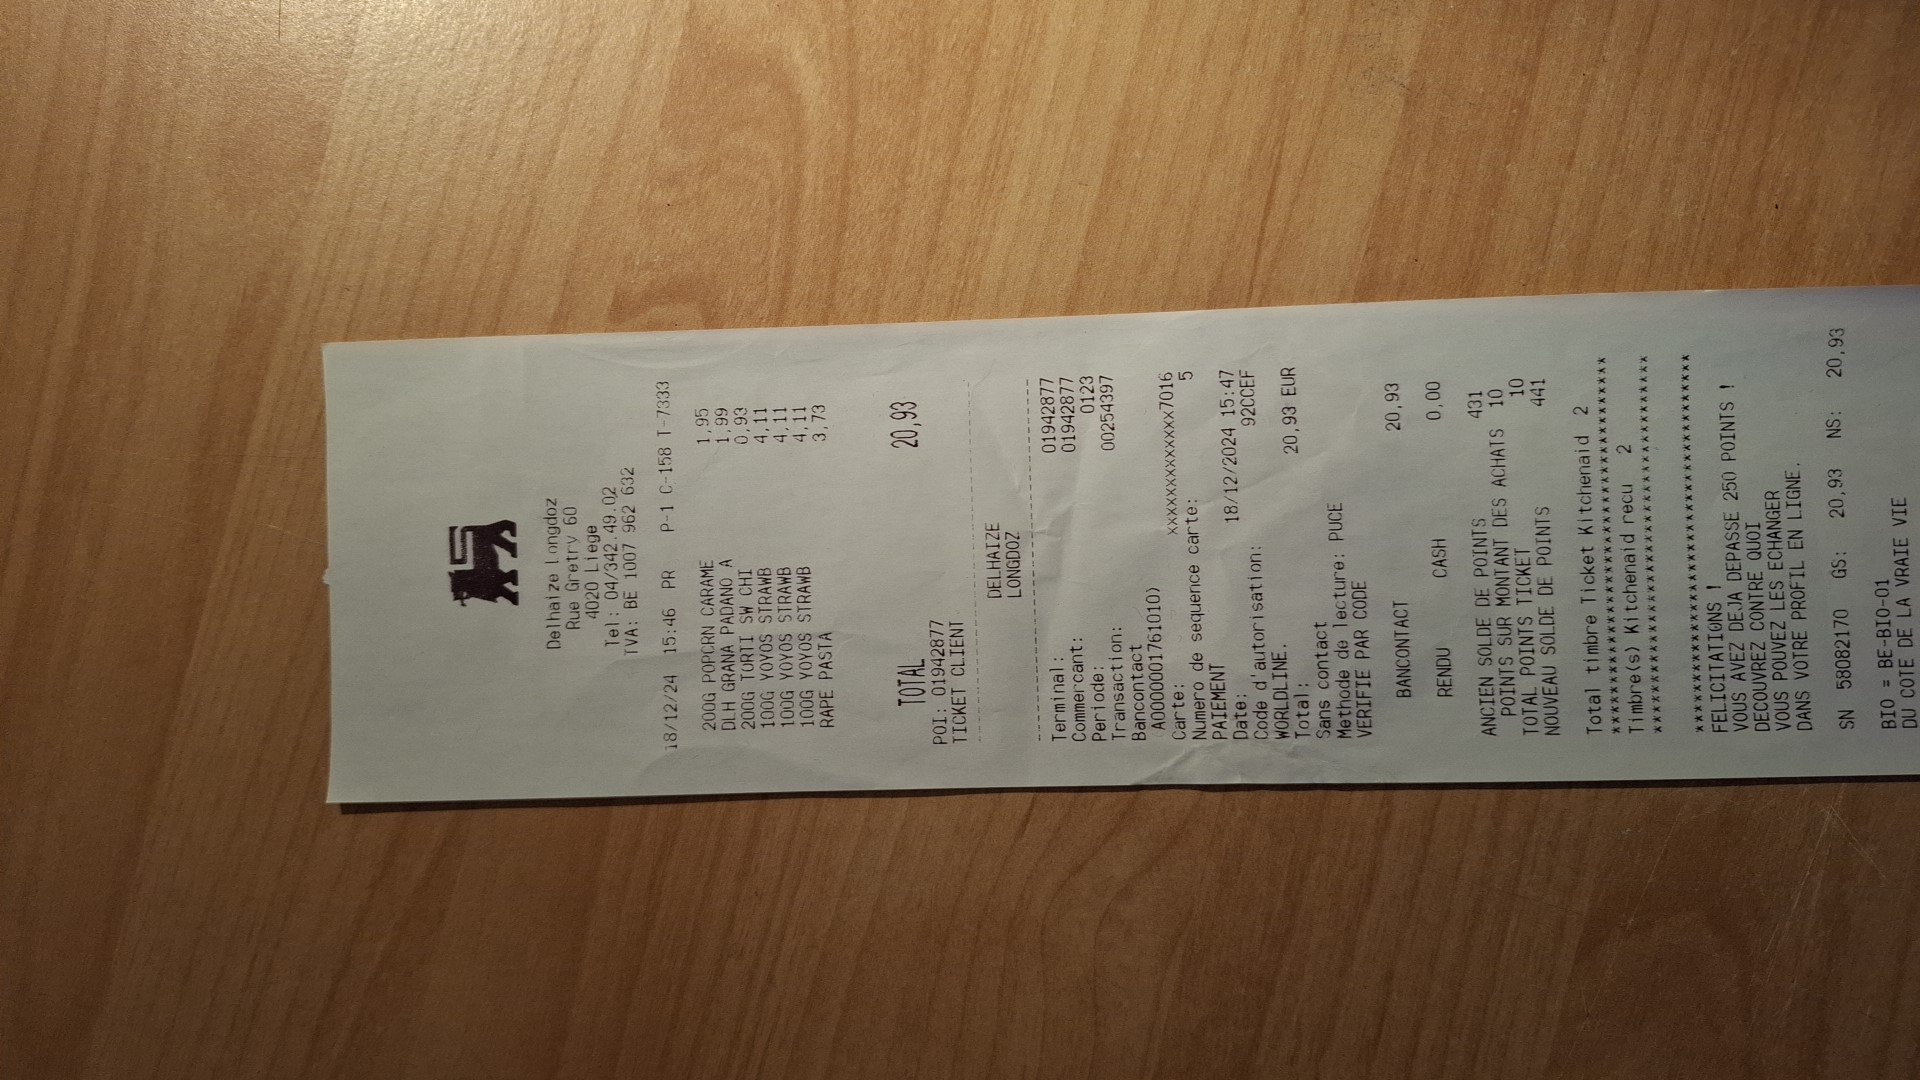 Delhaize Longdoz
Rue Gretry 60
4020 Liege
Tel: 04/342.49.02
TVA: BE 1007 962 632
18/12/24 15:46 PR P-1 C-158 T-7333
200G POPCRN CARAME 1,95
DLH GRANA PADANO A 1,99
200G TORTI SW CHI 0,93
100G YOYOS STRAWB 4,11
100G YOYOS STRAWB 4,11
100G YOYOS STRAWB 4,11
RAPE PASTA 3,73
TOTAL 20,93
POI: 01942877
TICKET CLIENT
DELHAIZE
LONGDOZ
Terminal: 01942877
Commercant: 01942877
Periode: 0123
Transaction: 00254397
Bancontact
A0000001761010)
Carte: xxxxxxxxxxxxx7016
Numero de sequence carte: 5
PAIEMENT
Date: 18/12/2024 15:47
Code d'autorisation: 92CCEF
WORLDLINE.
Total: 20,93 EUR
Sans contact
Methode de lecture: PUCE
VERIFIE PAR CODE
BANCONTACT 20,93
RENDU CASH 0,00
ANCIEN SOLDE DE POINTS 431
POINTS SUR MONTANT DES ACHATS 10
TOTAL POINTS TICKET 10
NOUVEAU SOLDE DE POINTS 441
Total timbre Ticket Kitchenaid 2
****************************************
Timbre(s) Kitchenaid recu 2
****************************************
****************************************
FELICITATIONS !
VOUS AVEZ DEJA DEPASSE 250 POINTS !
DECOUVREZ CONTRE QUOI
VOUS POUVEZ LES ECHANGER
DANS VOTRE PROFIL EN LIGNE.
SN 58082170 GS: 20,93 NS: 20,93
BIO = BE-BIO-01
DU COTE DE LA VRAIE VIE